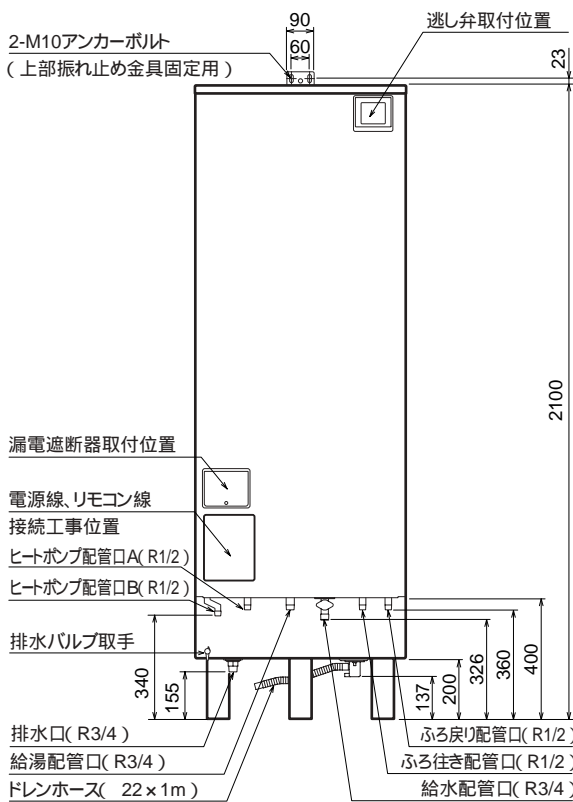 90
60
2-M10アンカーボルト
(上部振れ止め金具固定用)
逃し弁取付位置
23
2100
漏電遮断器取付位置
電源線、リモコン線
接続工事位置
ヒートポンプ配管口A(R1/2)
ヒートポンプ配管口B(R1/2)
排水バルブ取手
340
155
137
200
326
360
400
排水口(R3/4)
給湯配管口(R3/4)
ドレンホース( 22×1m)
ふろ戻り配管口(R1/2)
ふろ往き配管口(R1/2)
給水配管口(R3/4)